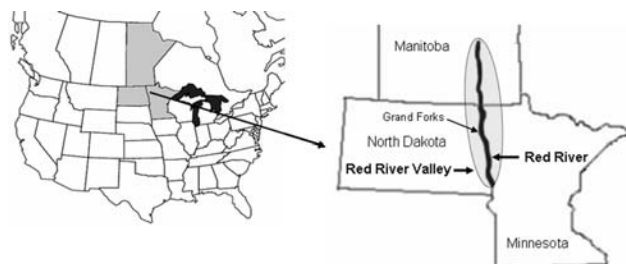 Manitoba
Grand Forks
North Dakota
Red River
Red River Valley
Minnesota